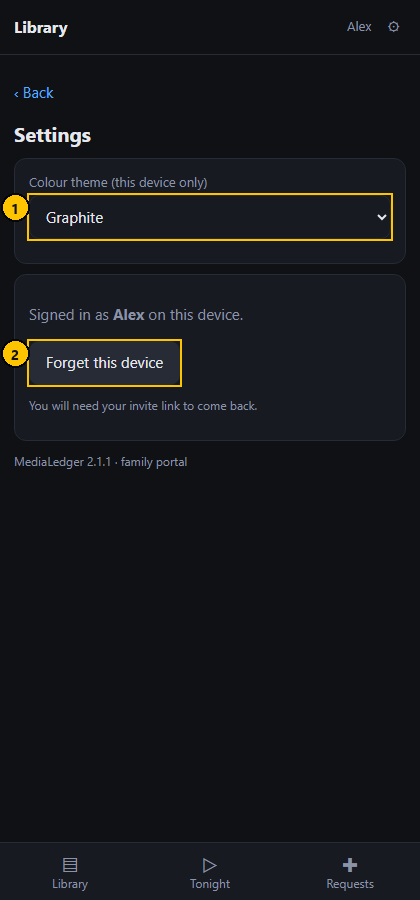 Library
Alex ⚙
‹ Back
Settings
Colour theme (this device only)
1
Graphite
Signed in as Alex on this device.
2
Forget this device
You will need your invite link to come back.
MediaLedger 2.1.1 · family portal
Library Tonight Requests